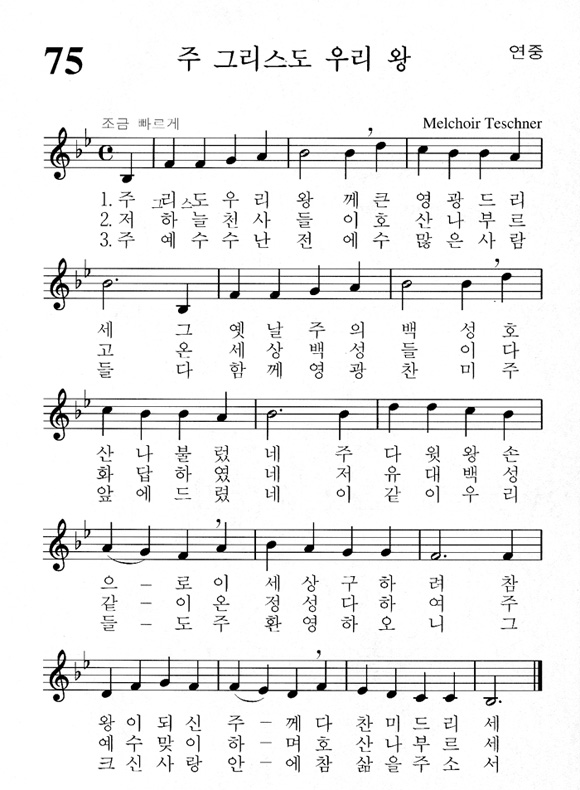 75 주 그리스도 우리 왕 연중
조금 빠르게 Melchoir Teschner
1. 주 그리스도 우 리 왕 께 큰 영 광 드 리
2. 저 하 늘 천 사 들 이 호 산 나 부 르
3. 주 예 수 수 난 전 에 수 많 은 사 람
세 그 옛 날 주 의 백 성 호
고 온 세 상 백 성 들 이 다
들 다 함 께 영 광 찬 미 주
산 나 불 렀 네 주 다 윗 왕 손
화 답 하 였 네 저 유 대 백 성
앞 에 드 렸 네 이 같 이 우 리
으 – 로 이 세 상 구 하 려 참
같 – 이 온 정 성 다 하 여 주
들 – 도 주 환 영 하 오 니 그
왕 이 되 신 주 – 께 다 찬 미 드 리 세
예 수 맞 이 하 – 며 호 산 나 부 르 세
크 신 사 랑 안 – 에 참 삶 을 주 소 서